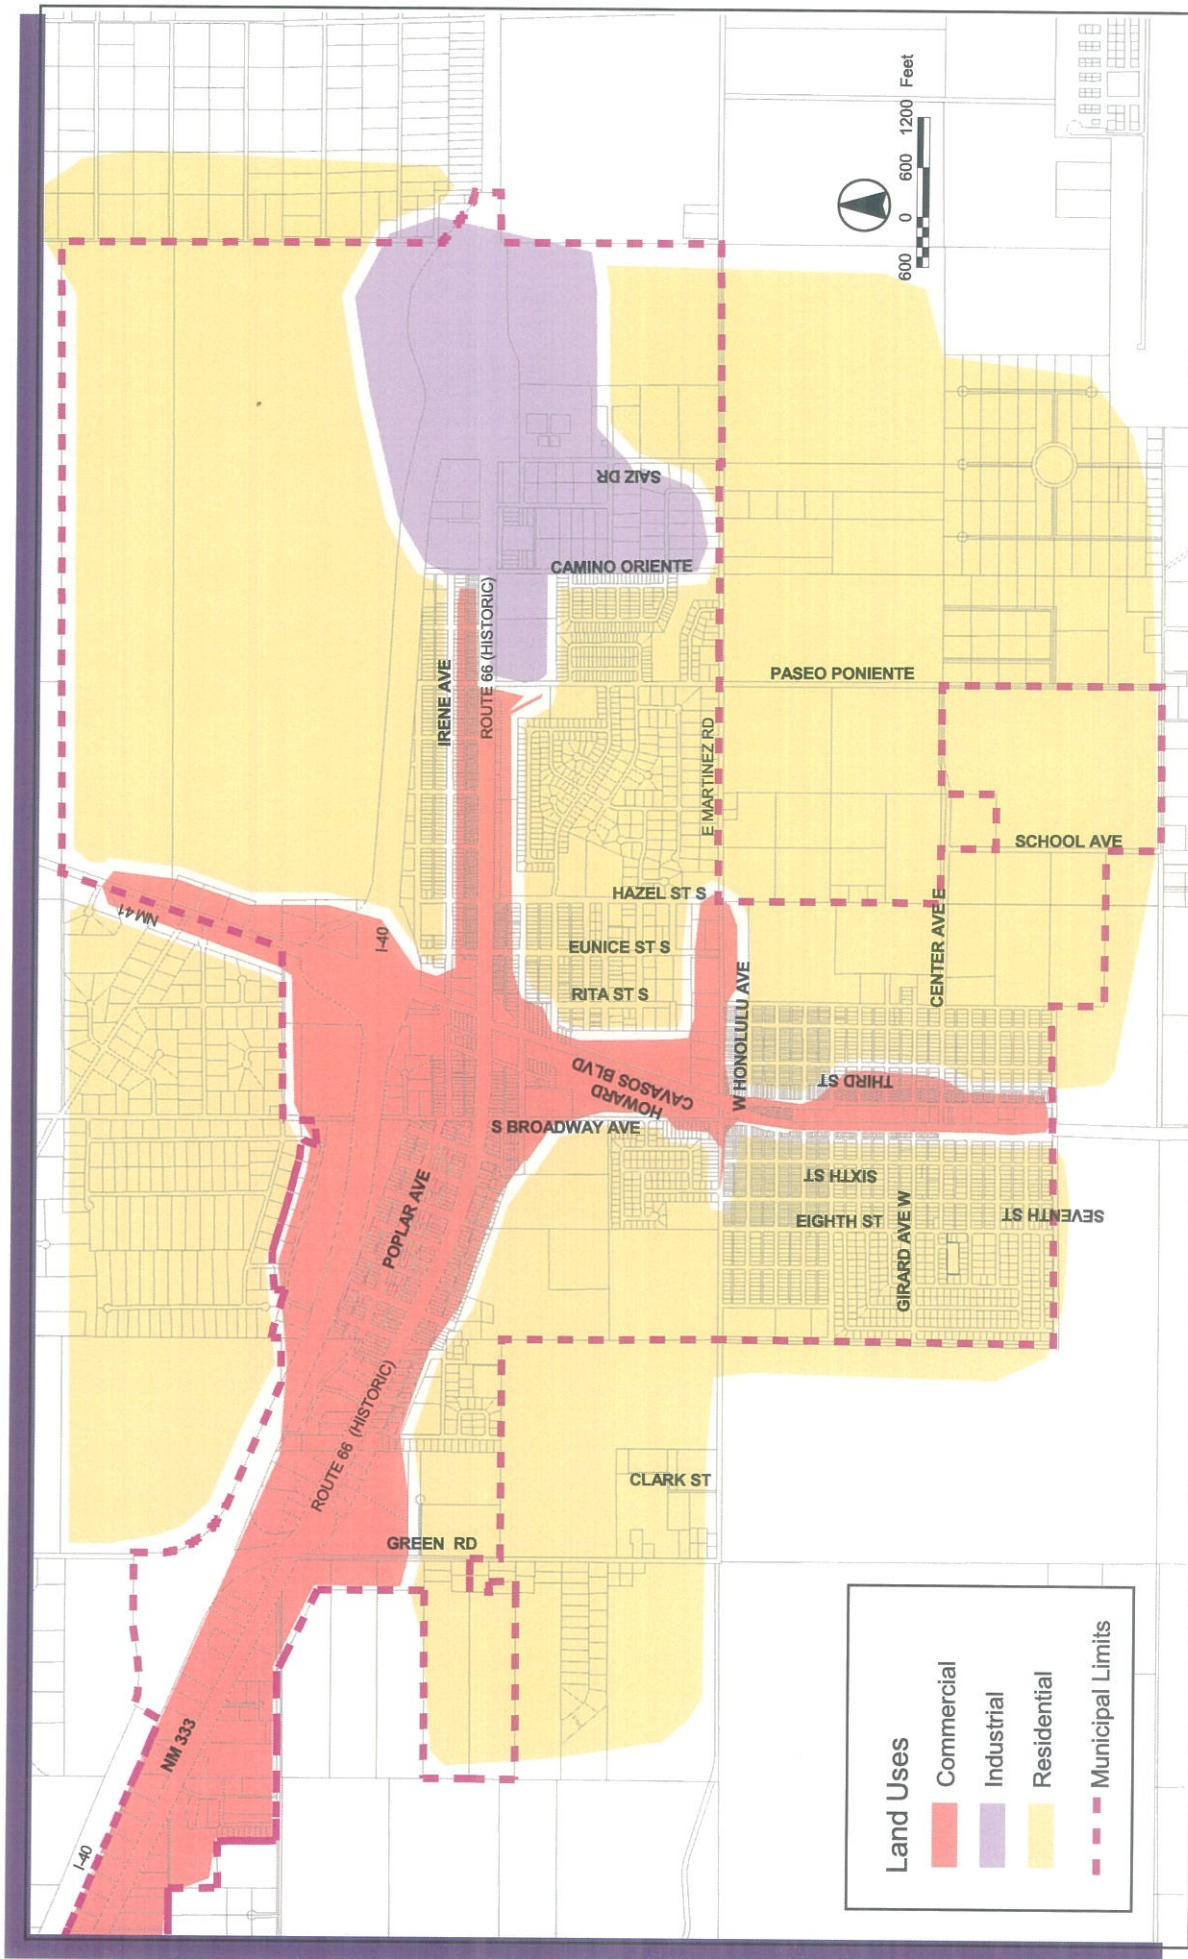 600 0 600 1200 Feet
SAIZ DR
CAMINO ORIENTE
IRENE AVE
ROUTE 66 (HISTORIC)
PASEO PONIENTE
E MARTINEZ RD
SCHOOL AVE
HAZEL ST S
NM 41
I-40
EUNICE ST S
CENTER AVE E
RITA ST S
W HONOLULU AVE
HOWARD
CAVASOS BLVD
THIRD ST
S BROADWAY AVE
SIXTH ST
POPLAR AVE
EIGHTH ST
SEVENTH ST
GIRARD AVE W
ROUTE 66 (HISTORIC)
CLARK ST
GREEN RD
NM 333
I-40
Land Uses
Commercial
Industrial
Residential
Municipal Limits